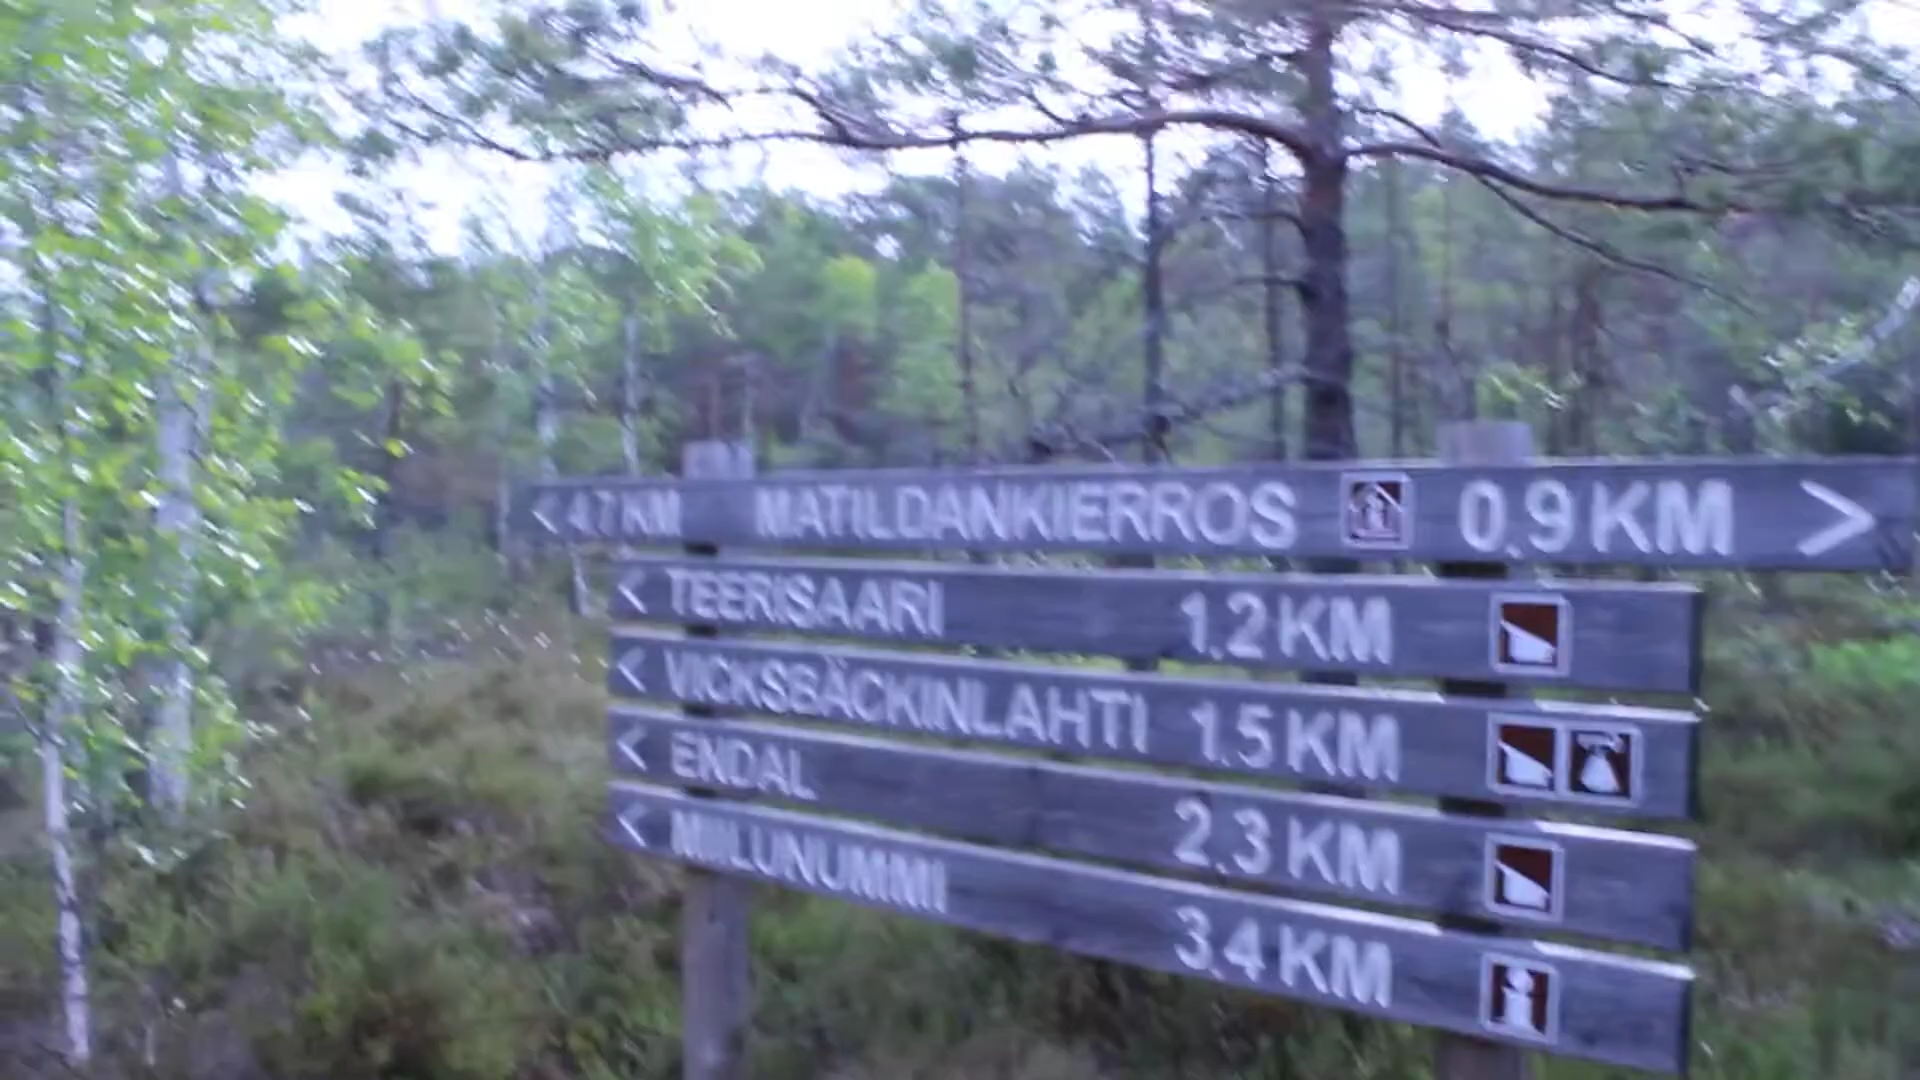 < 4.7 KM MATILDANKIERROS 0.9 KM >
< TEERISAARI 1.2 KM
< VICKSBÄCKINLAHTI 1.5 KM
< ENDAL 2.3 KM
< MIILUNUMMI 3.4 KM